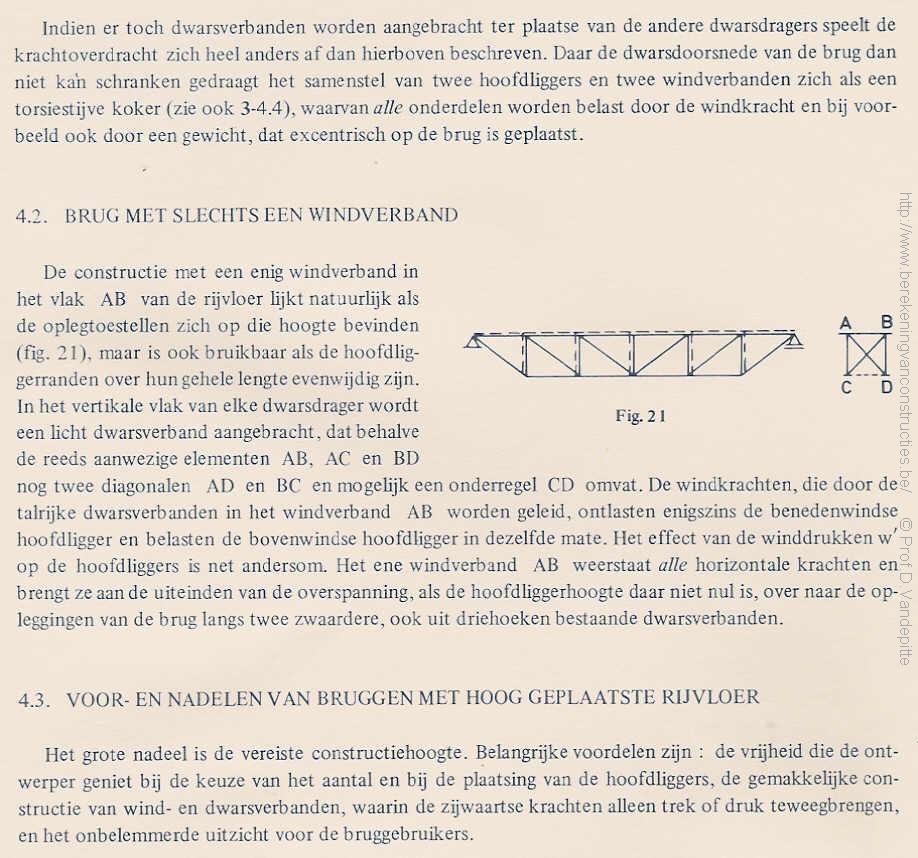 Indien er toch dwarsverbanden worden aangebracht ter plaatse van de andere dwarsdragers speelt de
krachtoverdracht zich heel anders af dan hierboven beschreven. Daar de dwarsdoorsnede van de brug dan
niet kan schranken gedraagt het samenstel van twee hoofdliggers en twee windverbanden zich als een
torsiestijve koker (zie ook 3-4.4), waarvan alle onderdelen worden belast door de windkracht en bij voor-
beeld ook door een gewicht, dat excentrisch op de brug is geplaatst.
4.2. BRUG MET SLECHTS EEN WINDVERBAND
De constructie met een enig windverband in
het vlak AB van de rijvloer lijkt natuurlijk als
de oplegtoestellen zich op die hoogte bevinden
(fig. 21), maar is ook bruikbaar als de hoofdlig-
gerranden over hun gehele lengte evenwijdig zijn.
In het vertikale vlak van elke dwarsdrager wordt
een licht dwarsverband aangebracht, dat behalve
de reeds aanwezige elementen AB, AC en BD
A B
C D
Fig. 21
nog twee diagonalen AD en BC en mogelijk een onderregel CD omvat. De windkrachten, die door de
talrijke dwarsverbanden in het windverband AB worden geleid, ontlasten enigszins de benedenwindse
hoofdligger en belasten de bovenwindse hoofdligger in dezelfde mate. Het effect van de winddrukken w'
op de hoofdliggers is net andersom. Het ene windverband AB weerstaat alle horizontale krachten en
brengt ze aan de uiteinden van de overspanning, als de hoofdliggerhoogte daar niet nul is, over naar de op-
leggingen van de brug langs twee zwaardere, ook uit driehoeken bestaande dwarsverbanden.
4.3. VOOR- EN NADELEN VAN BRUGGEN MET HOOG GEPLAATSTE RIJVLOER
Het grote nadeel is de vereiste constructiehoogte. Belangrijke voordelen zijn : de vrijheid die de ont-
werper geniet bij de keuze van het aantal en bij de plaatsing van de hoofdliggers, de gemakkelijke con-
structie van wind- en dwarsverbanden, waarin de zijwaartse krachten alleen trek of druk teweegbrengen,
en het onbelemmerde uitzicht voor de bruggebruikers.
http://www.berekeningvanconstructies.be/ © Prof D Vandepitte